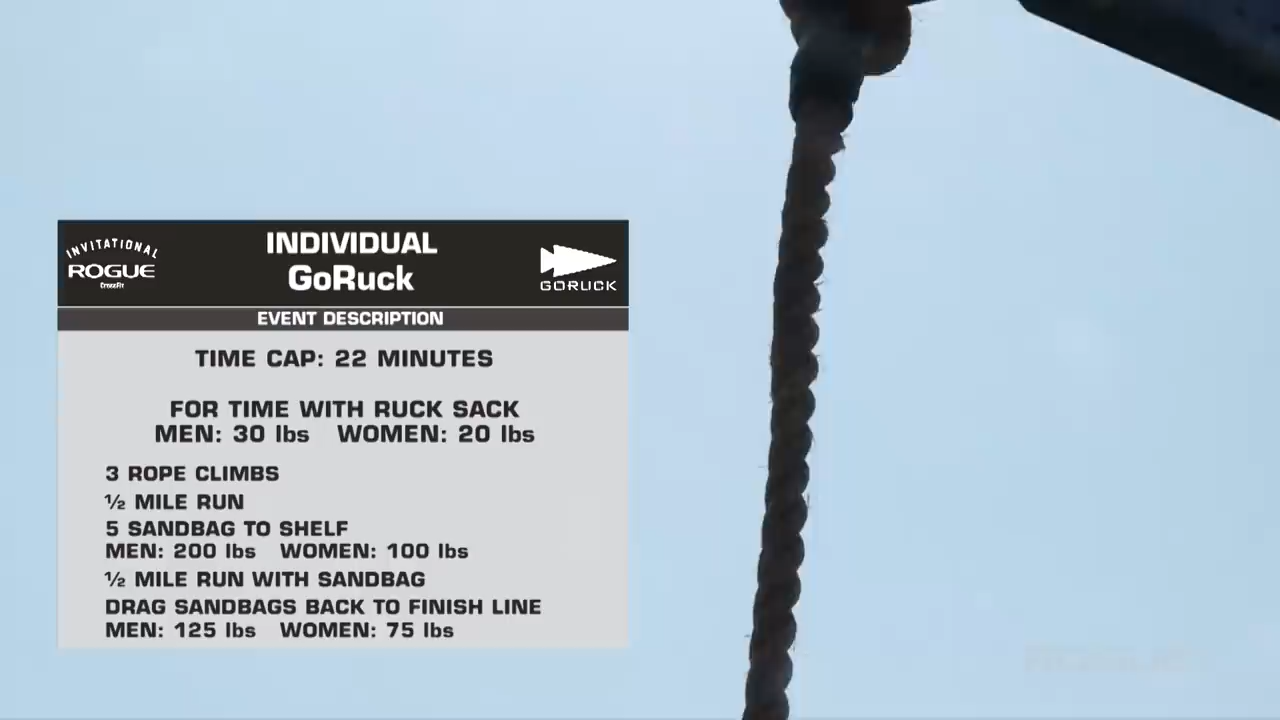 INVITATIONAL
ROGUE
CrossFit
INDIVIDUAL
GoRuck
GORUCK
EVENT DESCRIPTION
TIME CAP: 22 MINUTES
FOR TIME WITH RUCK SACK
MEN: 30 lbs WOMEN: 20 lbs
3 ROPE CLIMBS
½ MILE RUN
5 SANDBAG TO SHELF
MEN: 200 lbs WOMEN: 100 lbs
½ MILE RUN WITH SANDBAG
DRAG SANDBAGS BACK TO FINISH LINE
MEN: 125 lbs WOMEN: 75 lbs